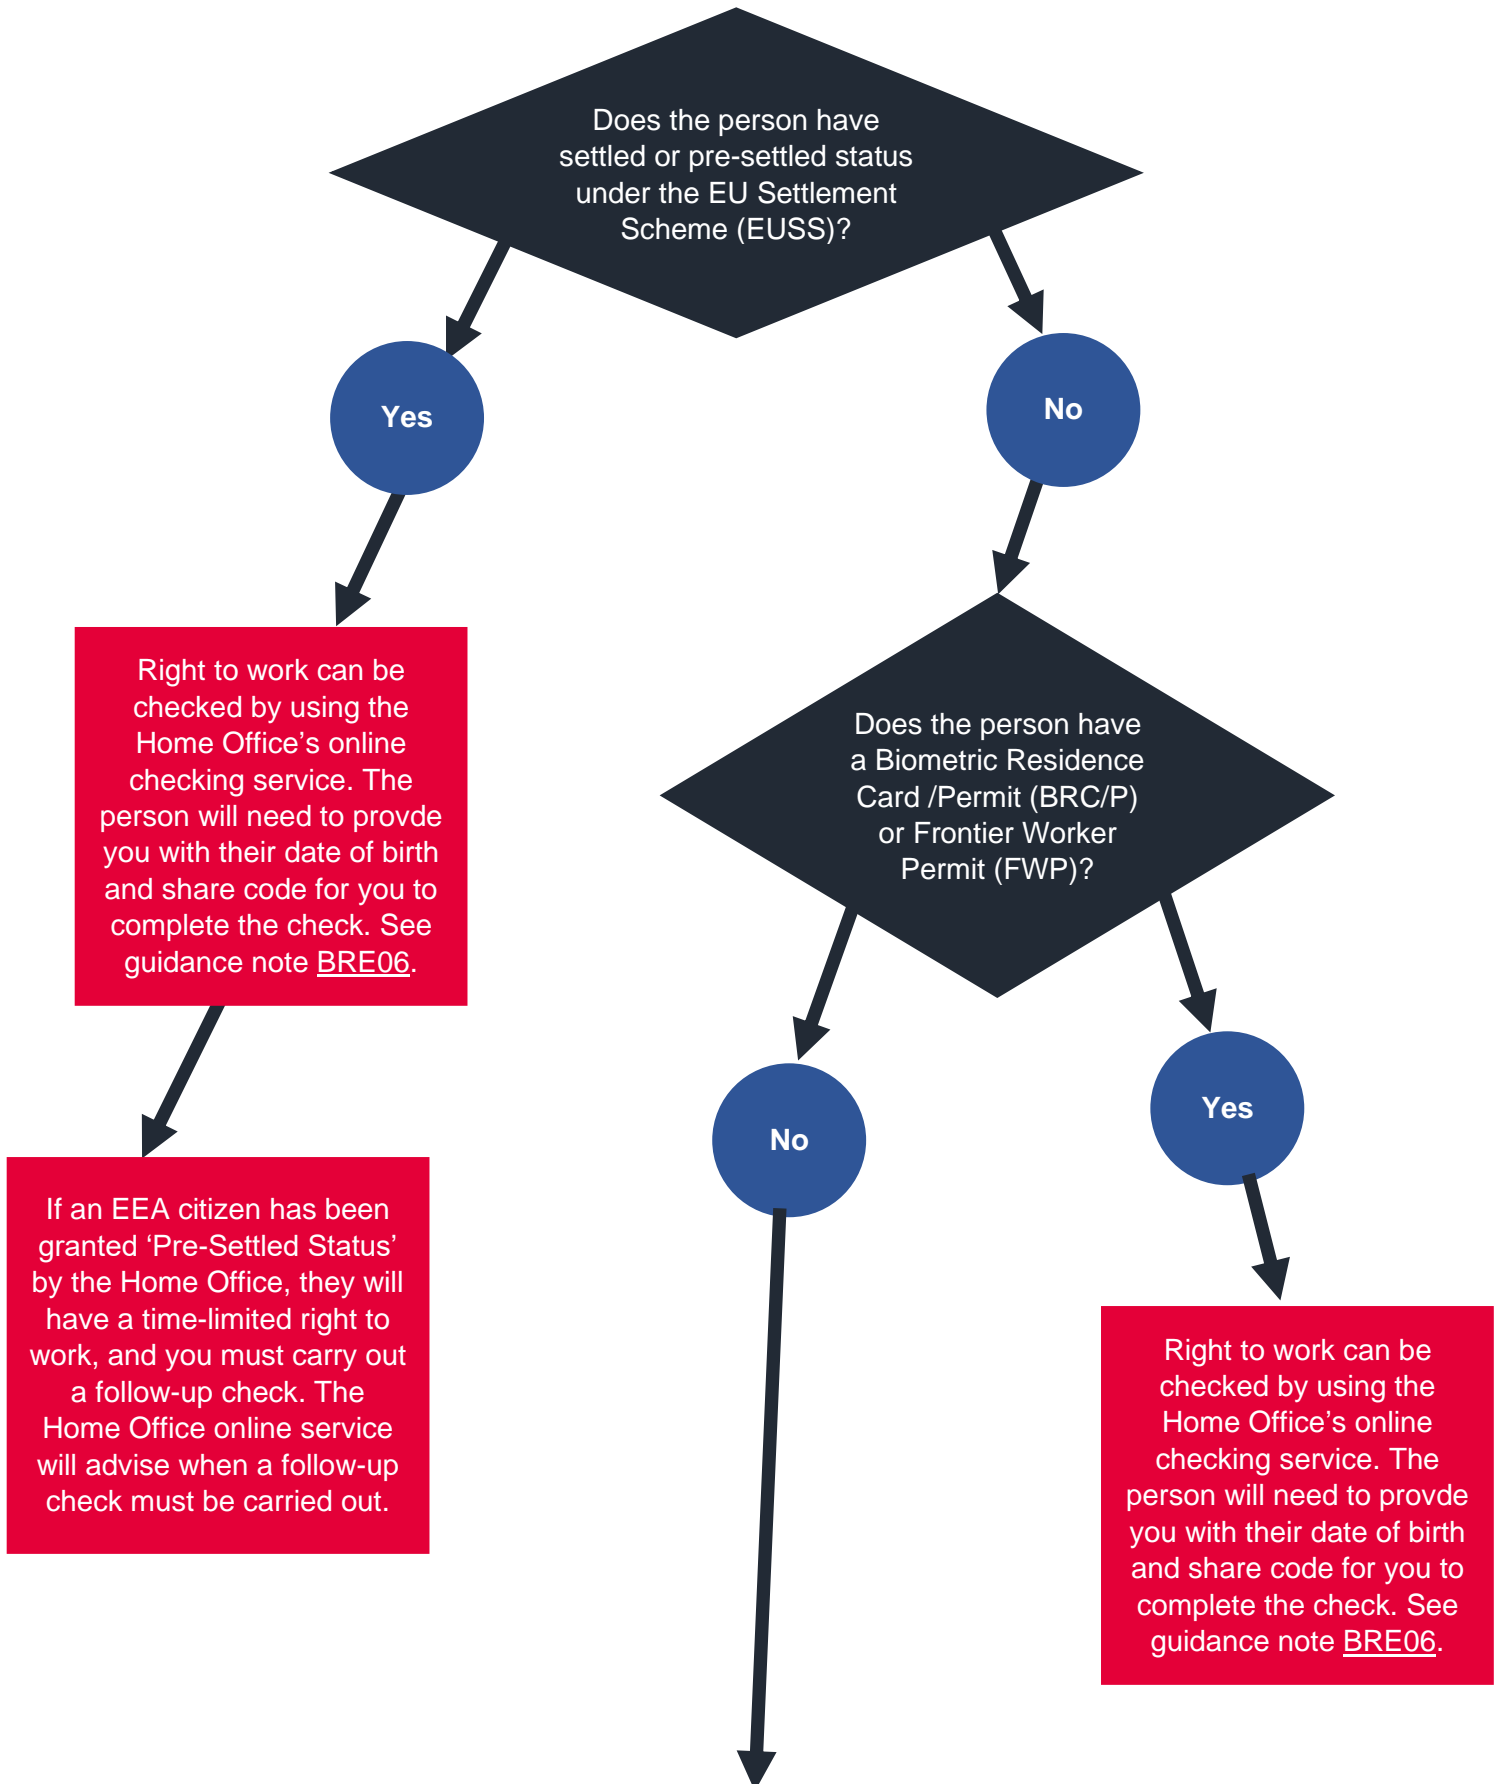 Does the person have
settled or pre-settled status
under the EU Settlement
Scheme (EUSS)?
Yes
No
Right to work can be
checked by using the
Home Office’s online
checking service. The
person will need to provde
you with their date of birth
and share code for you to
complete the check. See
guidance note BRE06.
Does the person have
a Biometric Residence
Card /Permit (BRC/P)
or Frontier Worker
Permit (FWP)?
No
Yes
If an EEA citizen has been
granted ‘Pre-Settled Status’
by the Home Office, they will
have a time-limited right to
work, and you must carry out
a follow-up check. The
Home Office online service
will advise when a follow-up
check must be carried out.
Right to work can be
checked by using the
Home Office’s online
checking service. The
person will need to provde
you with their date of birth
and share code for you to
complete the check. See
guidance note BRE06.